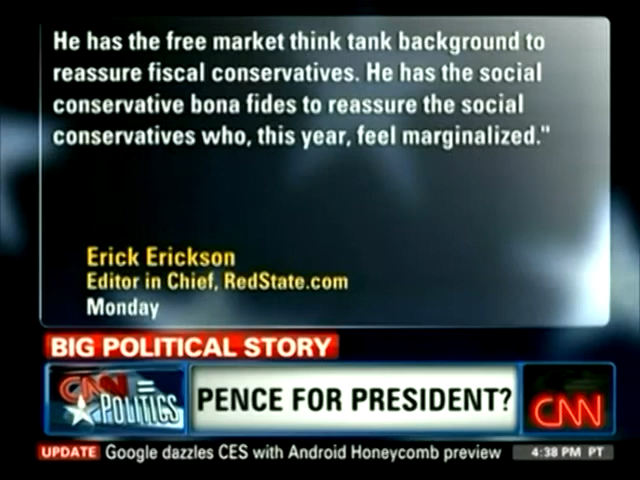 He has the free market think tank background to
reassure fiscal conservatives. He has the social
conservative bona fides to reassure the social
conservatives who, this year, feel marginalized."
Erick Erickson
Editor in Chief, RedState.com
Monday
BIG POLITICAL STORY
CNN=
POLITICS
PENCE FOR PRESIDENT?
CNN
UPDATE Google dazzles CES with Android Honeycomb preview 4:38 PM PT